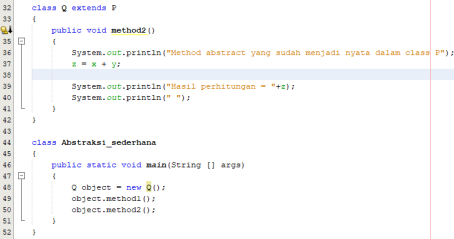 32 class Q extends P
33 {
public void method2()
35 {
36 System.out.println("Method abstract yang sudah menjadi nyata dalam class P");
37 z = x + y;
38
39 System.out.println("Hasil perhitungan = "+z);
40 System.out.println(" ");
41 }
42 }
43
44 class Abstraksi_sederhana
45 {
46 public static void main(String [] args)
47 {
48 Q object = new Q();
49 object.method1();
50 object.method2();
51 }
52 }